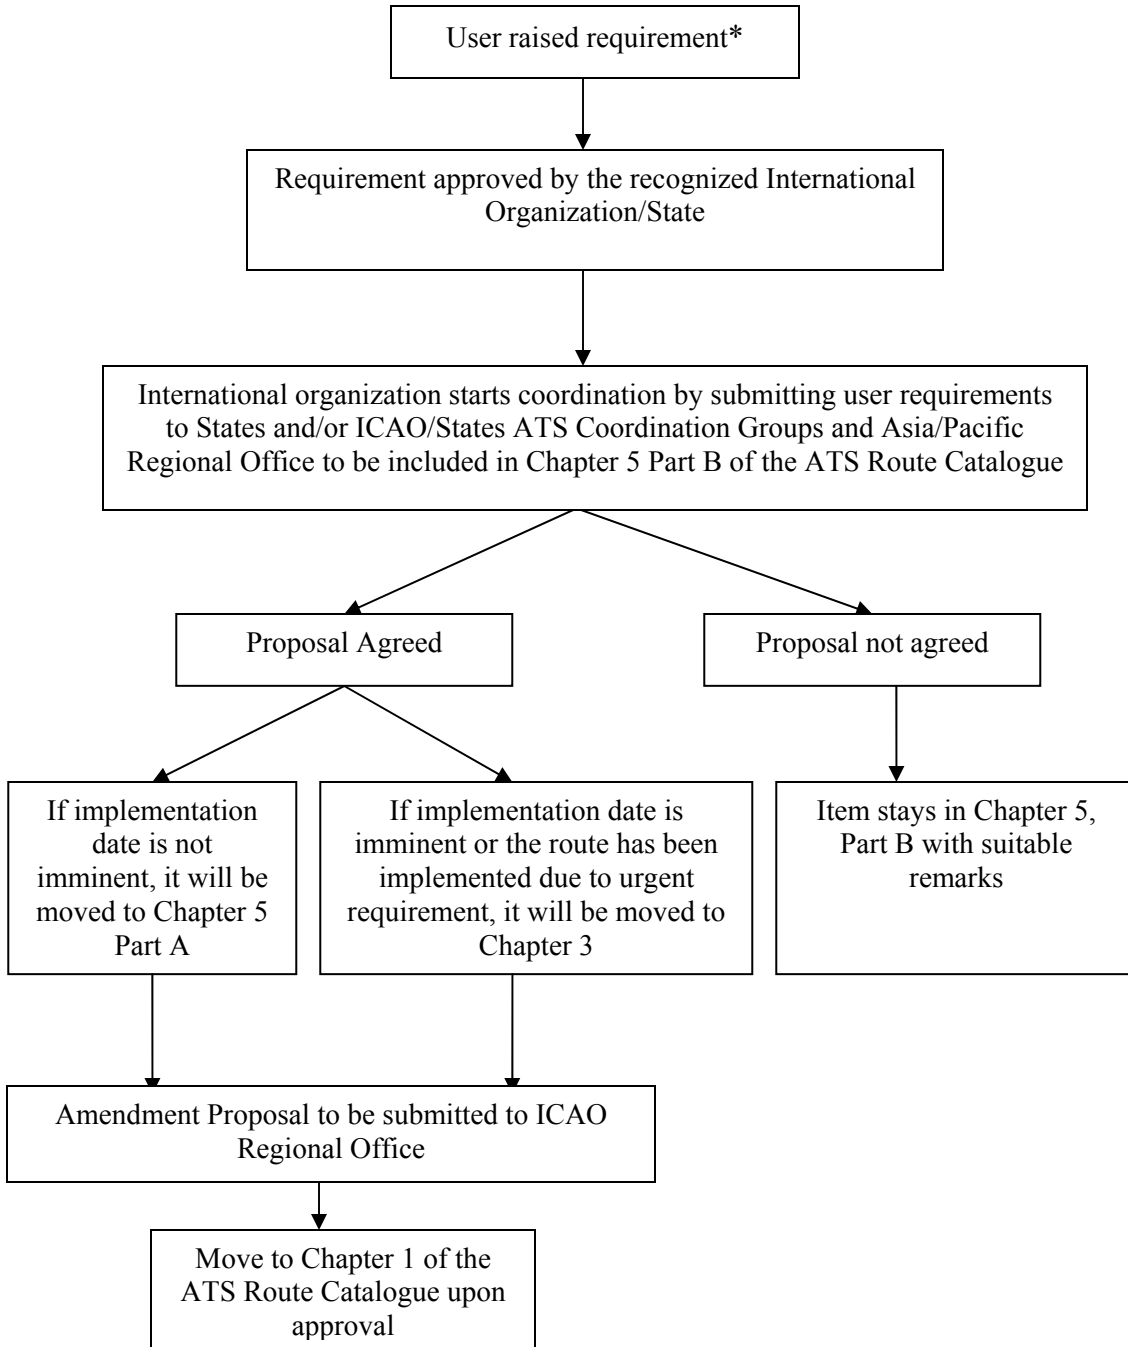 User raised requirement*
Requirement approved by the recognized International
Organization/State
International organization starts coordination by submitting user requirements
to States and/or ICAO/States ATS Coordination Groups and Asia/Pacific
Regional Office to be included in Chapter 5 Part B of the ATS Route Catalogue
Proposal Agreed
Proposal not agreed
If implementation
date is not
imminent, it will be
moved to Chapter 5
Part A
If implementation date is
imminent or the route has been
implemented due to urgent
requirement, it will be moved to
Chapter 3
Item stays in Chapter 5,
Part B with suitable
remarks
Amendment Proposal to be submitted to ICAO
Regional Office
Move to Chapter 1 of the
ATS Route Catalogue upon
approval